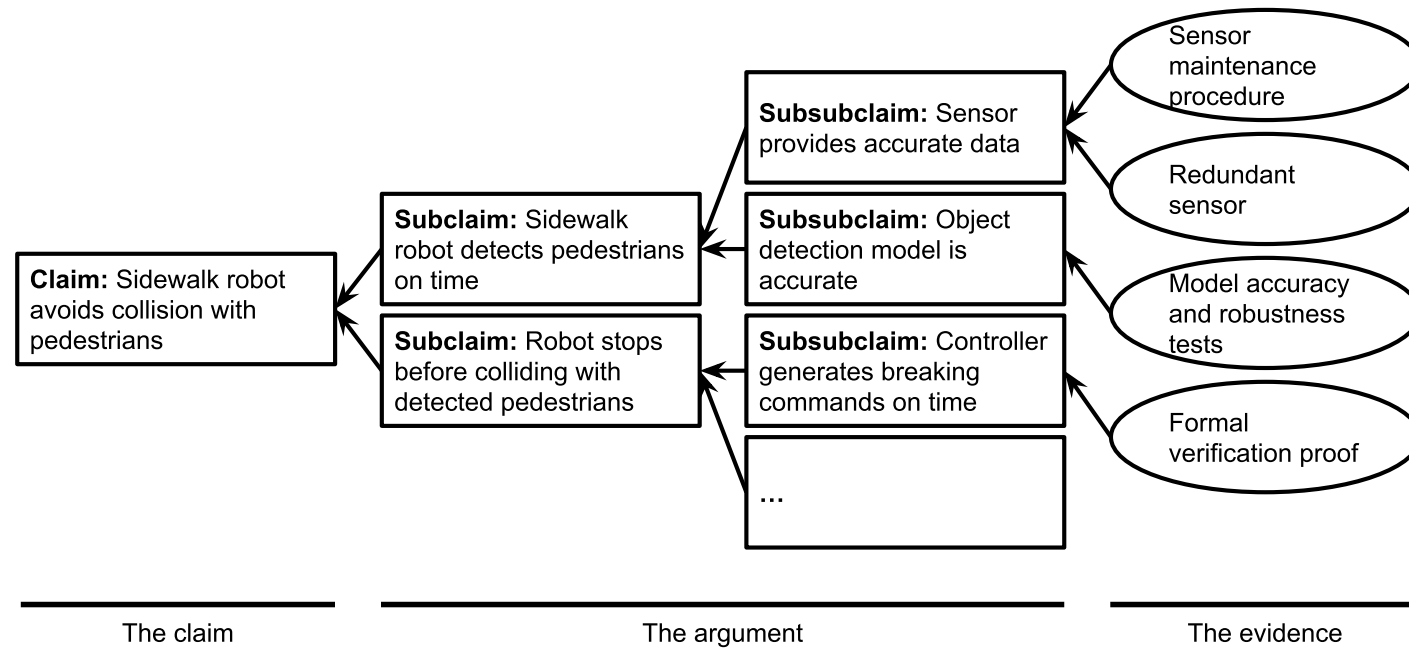 Claim: Sidewalk robot
avoids collision with
pedestrians
Subclaim: Sidewalk
robot detects pedestrians
on time
Subclaim: Robot stops
before colliding with
detected pedestrians
Subsubclaim: Sensor
provides accurate data
Subsubclaim: Object
detection model is
accurate
Subsubclaim: Controller
generates breaking
commands on time
...
Sensor
maintenance
procedure
Redundant
sensor
Model accuracy
and robustness
tests
Formal
verification proof
The claim
The argument
The evidence